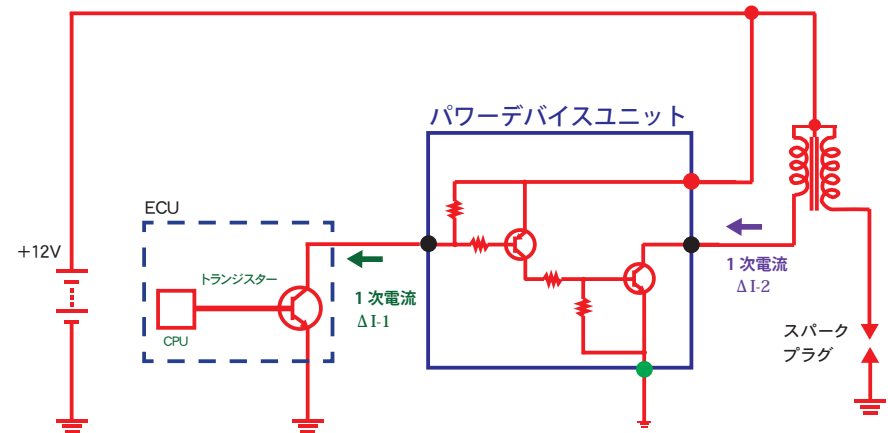 パワーデバイスユニット
ECU
+12V
トランジスター
CPU
1次電流
ΔI-1
1次電流
ΔI-2
スパーク
プラグ